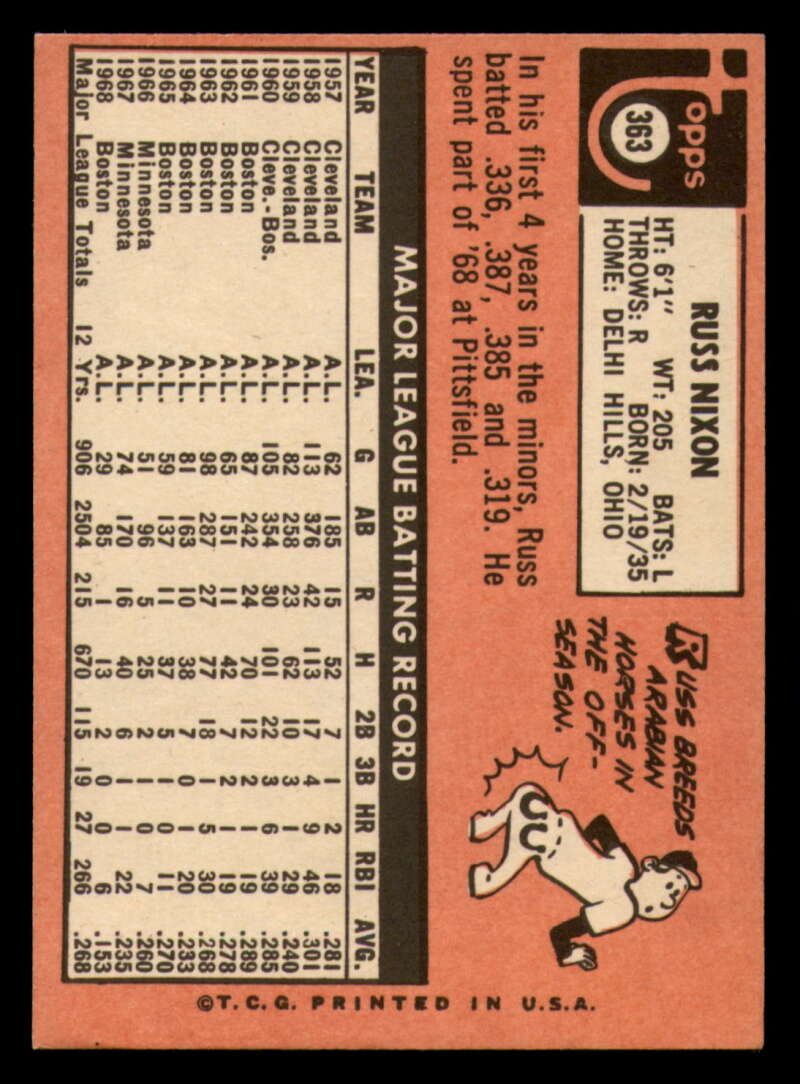 Topps
363
RUSS NIXON
HT: 6'1" WT: 205 BATS: L
THROWS: R BORN: 2/19/35
HOME: DELHI HILLS, OHIO
In his first 4 years in the minors, Russ
batted .336, .387, .385 and .319. He
spent part of '68 at Pittsfield.
RUSS BREEDS
ARABIAN
HORSES IN
THE OFF-
SEASON.
MAJOR LEAGUE BATTING RECORD
YEAR TEAM LEA. G AB R H 2B 3B HR RBI AVG.
1957 Cleveland A.L. 62 185 15 52 7 1 2 18 .281
1958 Cleveland A.L. 113 376 42 113 17 4 9 46 .301
1959 Cleveland A.L. 82 258 23 62 10 3 1 29 .240
1960 Cleve.-Bos. A.L. 105 354 30 101 22 3 6 39 .285
1961 Boston A.L. 87 242 24 70 12 2 1 19 .289
1962 Boston A.L. 65 151 11 42 7 2 1 19 .278
1963 Boston A.L. 98 287 27 77 18 1 5 30 .268
1964 Boston A.L. 81 163 10 38 7 0 1 20 .233
1965 Boston A.L. 59 137 11 37 5 1 0 11 .270
1966 Minnesota A.L. 51 96 5 25 2 1 0 7 .260
1967 Minnesota A.L. 74 170 16 40 6 1 1 22 .235
1968 Boston A.L. 29 85 1 13 2 0 0 6 .153
Major League Totals 12 Yrs. 906 2504 215 670 115 19 27 266 .268
©T.C.G. PRINTED IN U.S.A.